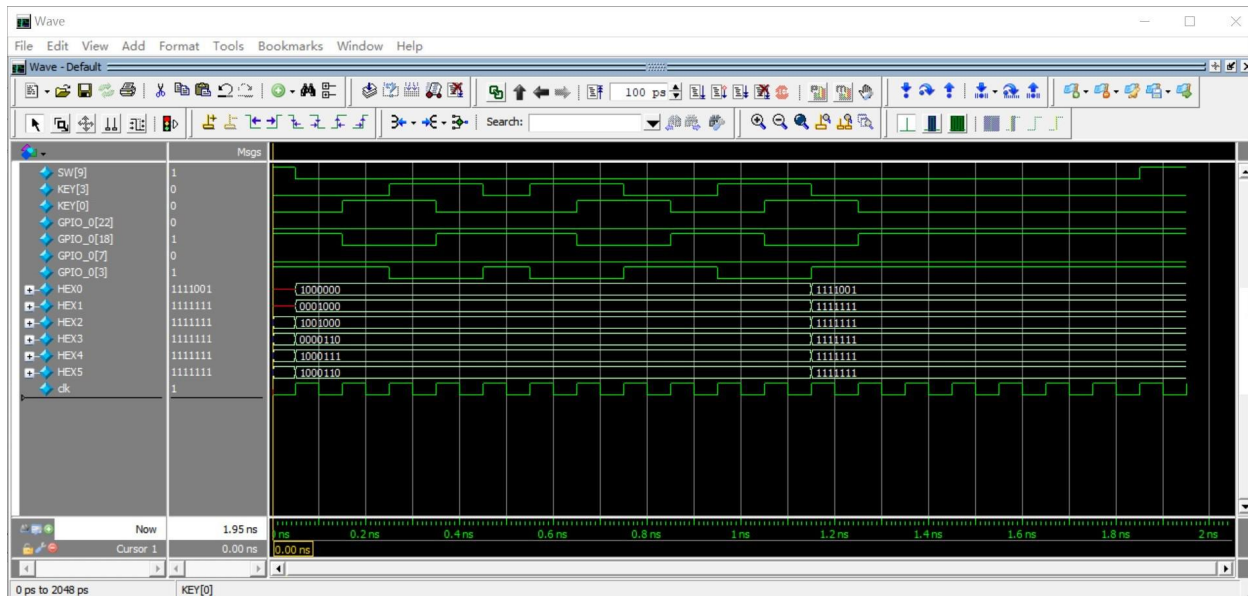 Wave
File Edit View Add Format Tools Bookmarks Window Help
Wave - Default
100 ps
Search:
Msgs
SW[9] 1
KEY[3] 0
KEY[0] 0
GPIO_0[22] 0
GPIO_0[18] 1
GPIO_0[7] 0
GPIO_0[3] 1
HEX0 1111001 1000000 1111001
HEX1 1111111 0001000 1111111
HEX2 1111111 1001000 1111111
HEX3 1111111 0000110 1111111
HEX4 1111111 1000111 1111111
HEX5 1111111 1000110 1111111
clk 1
Now 1.95 ns ns 0.2 ns 0.4 ns 0.6 ns 0.8 ns 1 ns 1.2 ns 1.4 ns 1.6 ns 1.8 ns 2 ns
Cursor 1 0.00 ns 0.00 ns
0 ps to 2048 ps KEY[0]